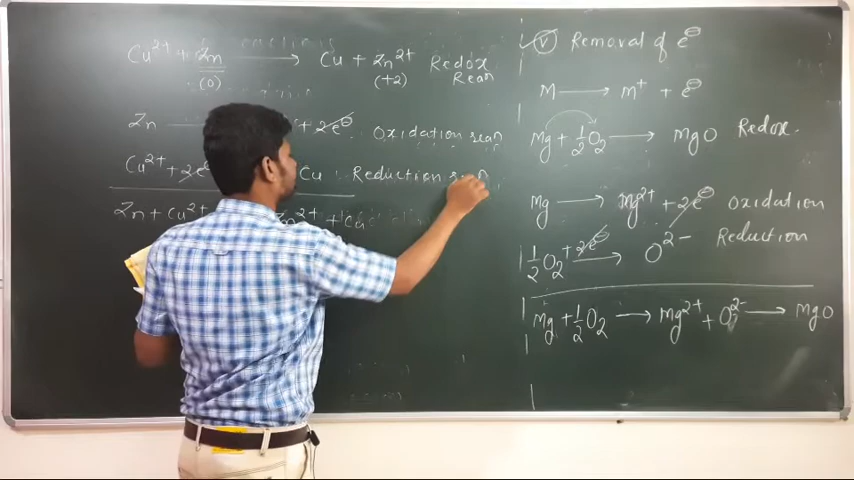 Cu²⁺ + Zn ⟶ Cu + Zn²⁺ Redox
(0) (+2) Reaⁿ
Zn + 2e⊖ Oxidation reaⁿ
Cu²⁺ + 2e Cu Reduction
Zn + Cu²⁺ Zn²⁺ + Cu
(v) Removal of e⊖
M ⟶ M⁺ + e⊖
Mg + ½O₂ ⟶ MgO Redox.
Mg ⟶ Mg²⁺ + 2e⊖ Oxidation
½O₂ + 2e⊖ ⟶ O²⁻ Reduction
Mg + ½O₂ ⟶ Mg²⁺ + O²⁻ ⟶ MgO